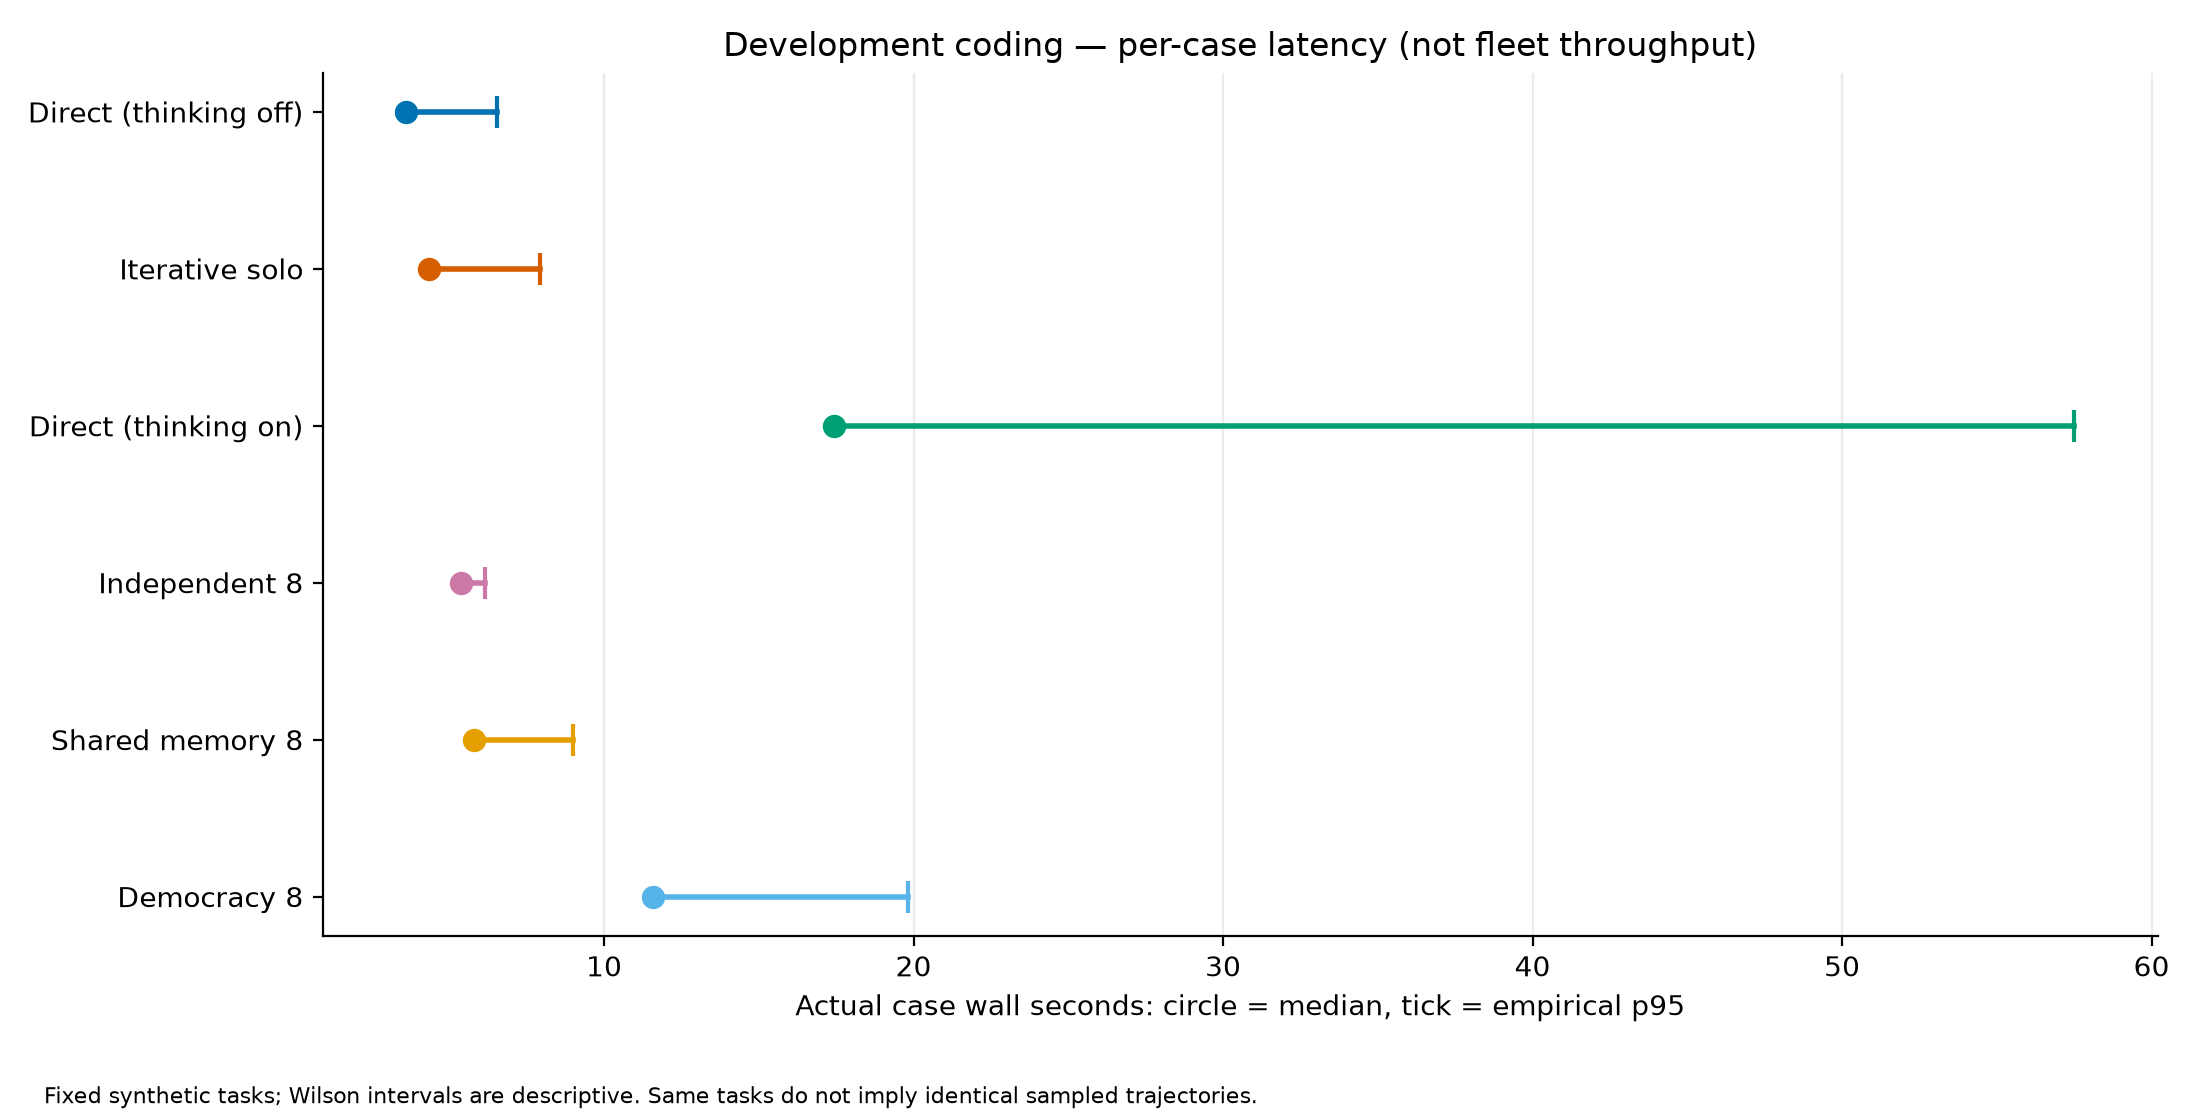 Development coding — per-case latency (not fleet throughput)
Direct (thinking off)
Iterative solo
Direct (thinking on)
Independent 8
Shared memory 8
Democracy 8
10 20 30 40 50 60
Actual case wall seconds: circle = median, tick = empirical p95
Fixed synthetic tasks; Wilson intervals are descriptive. Same tasks do not imply identical sampled trajectories.